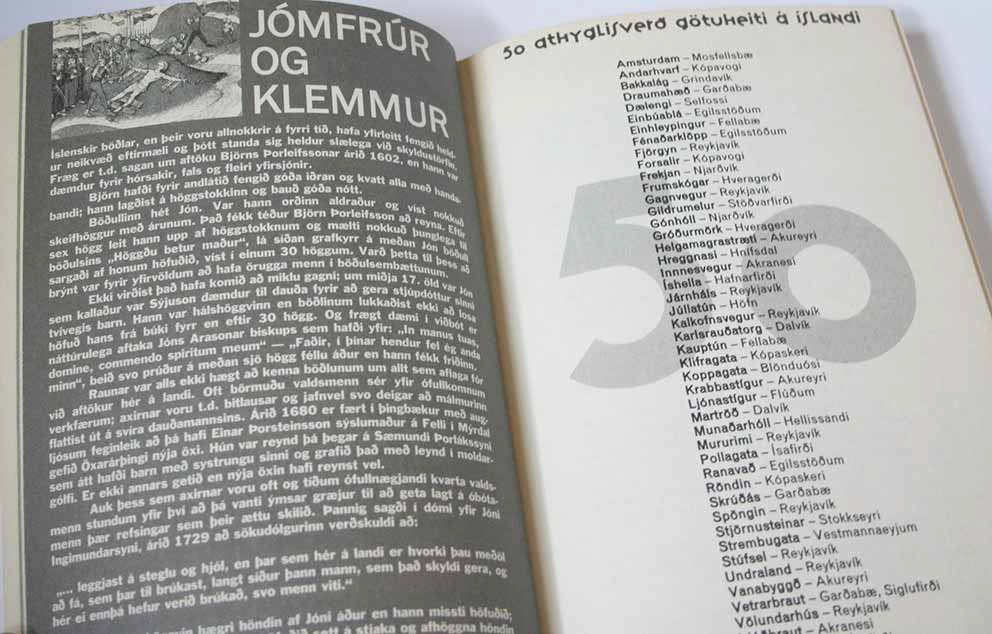 JÓMFRÚR
OG
KLEMMUR
Íslenskir böðlar, en þeir voru allnokkrir á fyrri tíð, hafa yfirleitt fengið held-
ur neikvæð eftirmæli og þótt standa sig heldur slælega við skyldustörfin.
Fræg er t.d. sagan um aftöku Björns Þorleifssonar árið 1602, en hann var
dæmdur fyrir hórsakir, fals og fleiri yfirsjónir.
Björn hafði fyrir andlátið fengið góða iðran og kvatt alla með handa-
bandi; hann lagðist á höggstokkinn og bauð góða nótt.
Böðullinn hét Jón. Var hann orðinn aldraður og víst nokkuð
skeifhöggur með árunum. Það fékk téður Björn Þorleifsson að reyna. Eftir
sex högg leit hann upp af höggstokknum og mælti nokkuð þunglega til
böðulsins „Höggðu betur maður“, lá síðan grafkyrr á meðan Jón böðull
sargaði af honum höfuðið, víst í einum 30 höggum. Varð þetta til þess að
brýnt var fyrir yfirvöldum að hafa örugga menn í böðulsembættunum.
Ekki virðist það hafa komið að miklu gagni; um miðja 17. öld var Jón
sem kallaður var Sýjuson dæmdur til dauða fyrir að gera stjúpdóttur sinni
tvívegis barn. Hann var hálshöggvinn en böðlinum lukkaðist ekki að losa
höfuð hans frá búki fyrr en eftir 30 högg. Og frægt dæmi í viðbót er
náttúrulega aftaka Jóns Arasonar biskups sem hafði yfir: „In manus tuas,
domine, commendo spiritum meum“ — „Faðir, í þínar hendur fel ég anda
minn“, beið svo prúður á meðan sjö högg féllu áður en hann fékk friðinn.
Raunar var alls ekki hægt að kenna böðlunum um allt sem aflaga fór
við aftökur hér á landi. Oft börmuðu valdsmenn sér yfir ófullkomnum
verkfærum; axirnar voru t.d. bitlausar og jafnvel svo deigar að málmurinn
flattist út á svíra dauðamannsins. Árið 1680 er fært í þingbækur með aug-
ljósum feginleik að þá hafi Einar Þorsteinsson sýslumaður á Felli í Mýrdal
gefið Öxarárþingi nýja öxi. Hún var reynd þá þegar á Sæmundi Þorlákssyni
sem átt hafði barn með systrungu sinni og grafið það með leynd í moldar-
gólfi. Er ekki annars getið en nýja öxin hafi reynst vel.
Auk þess sem axirnar voru oft og tíðum ófullnægjandi kvarta valds-
menn stundum yfir því að þá vanti ýmsar græjur til að geta lagt á óbóta-
menn þær refsingar sem þeir ættu skilið. Þannig sagði í dómi yfir Jóni
Ingimundarsyni, árið 1729 að sökudólgurinn verðskuldi að:
„... leggjast á steglu og hjól, en þar sem hér á landi er hvorki þau meðöl
að fá, sem þar til brúkast, langt síður þann mann, sem það skyldi gera, og
hér ei ennþá hefur verið brúkað, svo menn viti.“
hægri höndin af Jóni áður en hann missti höfuðið;
sett á stjaka og afhöggna höndin
50 athyglisverð götuheiti á íslandi
Amsturdam – Mosfellsbæ
Andarhvarf – Kópavogi
Bakkalág – Grindavík
Draumahæð – Garðabæ
Dælengi – Selfossi
Einbúablá – Egilsstöðum
Einhleypingur – Fellabæ
Fénaðarklöpp – Egilsstöðum
Fjörgyn – Reykjavík
Forsalir – Kópavogi
Frekjan – Njarðvík
Frumskógar – Hveragerði
Gagnvegur – Reykjavík
Gildrumelur – Stöðvarfirði
Gónhóll – Njarðvík
Gróðurmörk – Hveragerði
Helgamagrastræti – Akureyri
Hreggnasi – Hnífsdal
Innnesvegur – Akranesi
Íshella – Hafnarfirði
Járnháls – Reykjavík
Júllatún – Höfn
Kalkofnsvegur – Reykjavík
Karlsrauðatorg – Dalvík
Kauptún – Fellabæ
Klifragata – Kópaskeri
Koppagata – Blönduósi
Krabbastígur – Akureyri
Ljónastígur – Flúðum
Martröð – Dalvík
Munaðarhóll – Hellissandi
Mururimi – Reykjavík
Pollagata – Ísafirði
Ranavað – Egilsstöðum
Röndin – Kópaskeri
Skrúðás – Garðabæ
Spöngin – Reykjavík
Stjörnusteinar – Stokkseyri
Strembugata – Vestmannaeyjum
Stúfsel – Reykjavík
Undraland – Reykjavík
Vanabyggð – Akureyri
Vetrarbraut – Garðabæ, Siglufirði
Völundarhús – Reykjavík
– Akranesi
50